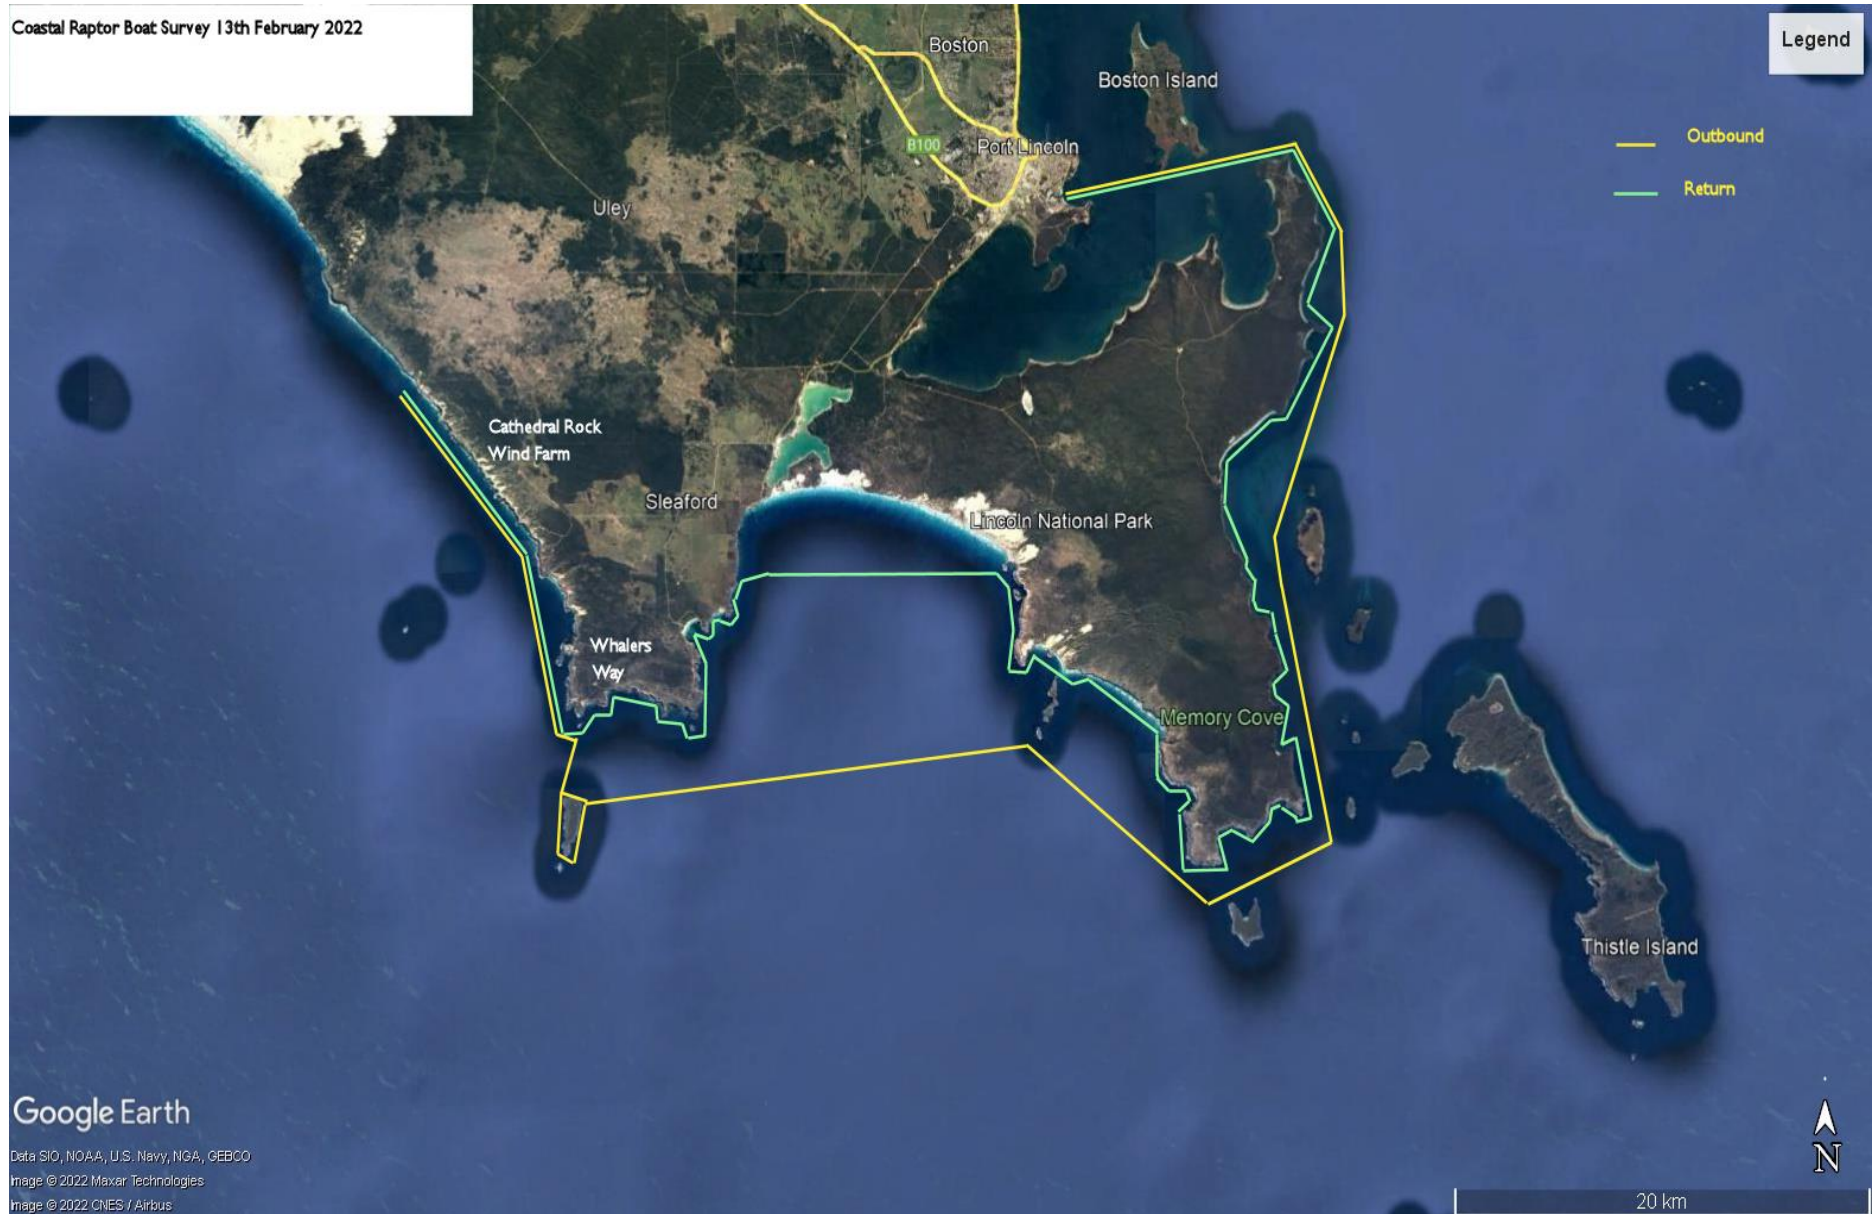 Coastal Raptor Boat Survey 13th February 2022
Legend
Outbound
Return
Boston
Boston Island
B100
Port Lincoln
Uley
Cathedral Rock
Wind Farm
Sleaford
Lincoln National Park
Whalers
Way
Memory Cove
Thistle Island
Google Earth
Data SIO, NOAA, U.S. Navy, NGA, GEBCO
Image © 2022 Maxar Technologies
Image © 2022 CNES / Airbus
N
20 km